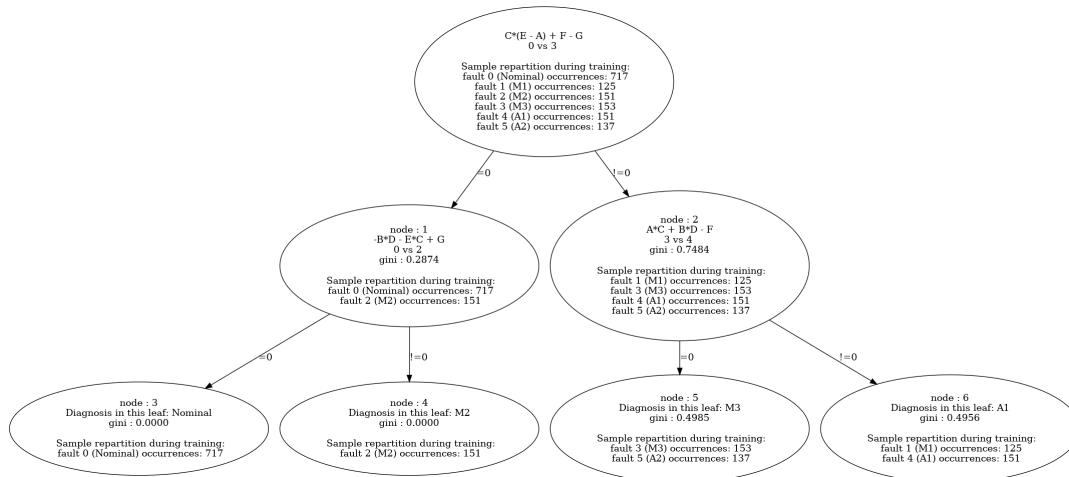 C*(E - A) + F - G
0 vs 3
Sample repartition during training:
fault 0 (Nominal) occurrences: 717
fault 1 (M1) occurrences: 125
fault 2 (M2) occurrences: 151
fault 3 (M3) occurrences: 153
fault 4 (A1) occurrences: 151
fault 5 (A2) occurrences: 137
=0
!=0
node : 1
-B*D - E*C + G
0 vs 2
gini : 0.2874
Sample repartition during training:
fault 0 (Nominal) occurrences: 717
fault 2 (M2) occurrences: 151
node : 2
A*C + B*D - F
3 vs 4
gini : 0.7484
Sample repartition during training:
fault 1 (M1) occurrences: 125
fault 3 (M3) occurrences: 153
fault 4 (A1) occurrences: 151
fault 5 (A2) occurrences: 137
=0
!=0
=0
!=0
node : 3
Diagnosis in this leaf: Nominal
gini : 0.0000
Sample repartition during training:
fault 0 (Nominal) occurrences: 717
node : 4
Diagnosis in this leaf: M2
gini : 0.0000
Sample repartition during training:
fault 2 (M2) occurrences: 151
node : 5
Diagnosis in this leaf: M3
gini : 0.4985
Sample repartition during training:
fault 3 (M3) occurrences: 153
fault 5 (A2) occurrences: 137
node : 6
Diagnosis in this leaf: A1
gini : 0.4956
Sample repartition during training:
fault 1 (M1) occurrences: 125
fault 4 (A1) occurrences: 151